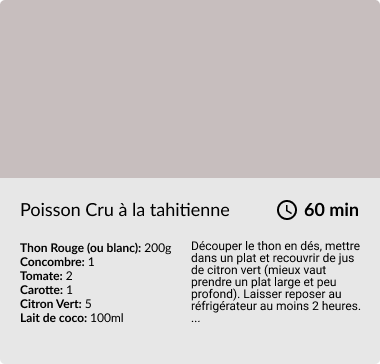 Poisson Cru à la tahitienne
60 min
Thon Rouge (ou blanc): 200g
Concombre: 1
Tomate: 2
Carotte: 1
Citron Vert: 5
Lait de coco: 100ml
Découper le thon en dés, mettre
dans un plat et recouvrir de jus
de citron vert (mieux vaut
prendre un plat large et peu
profond). Laisser reposer au
réfrigérateur au moins 2 heures.
...